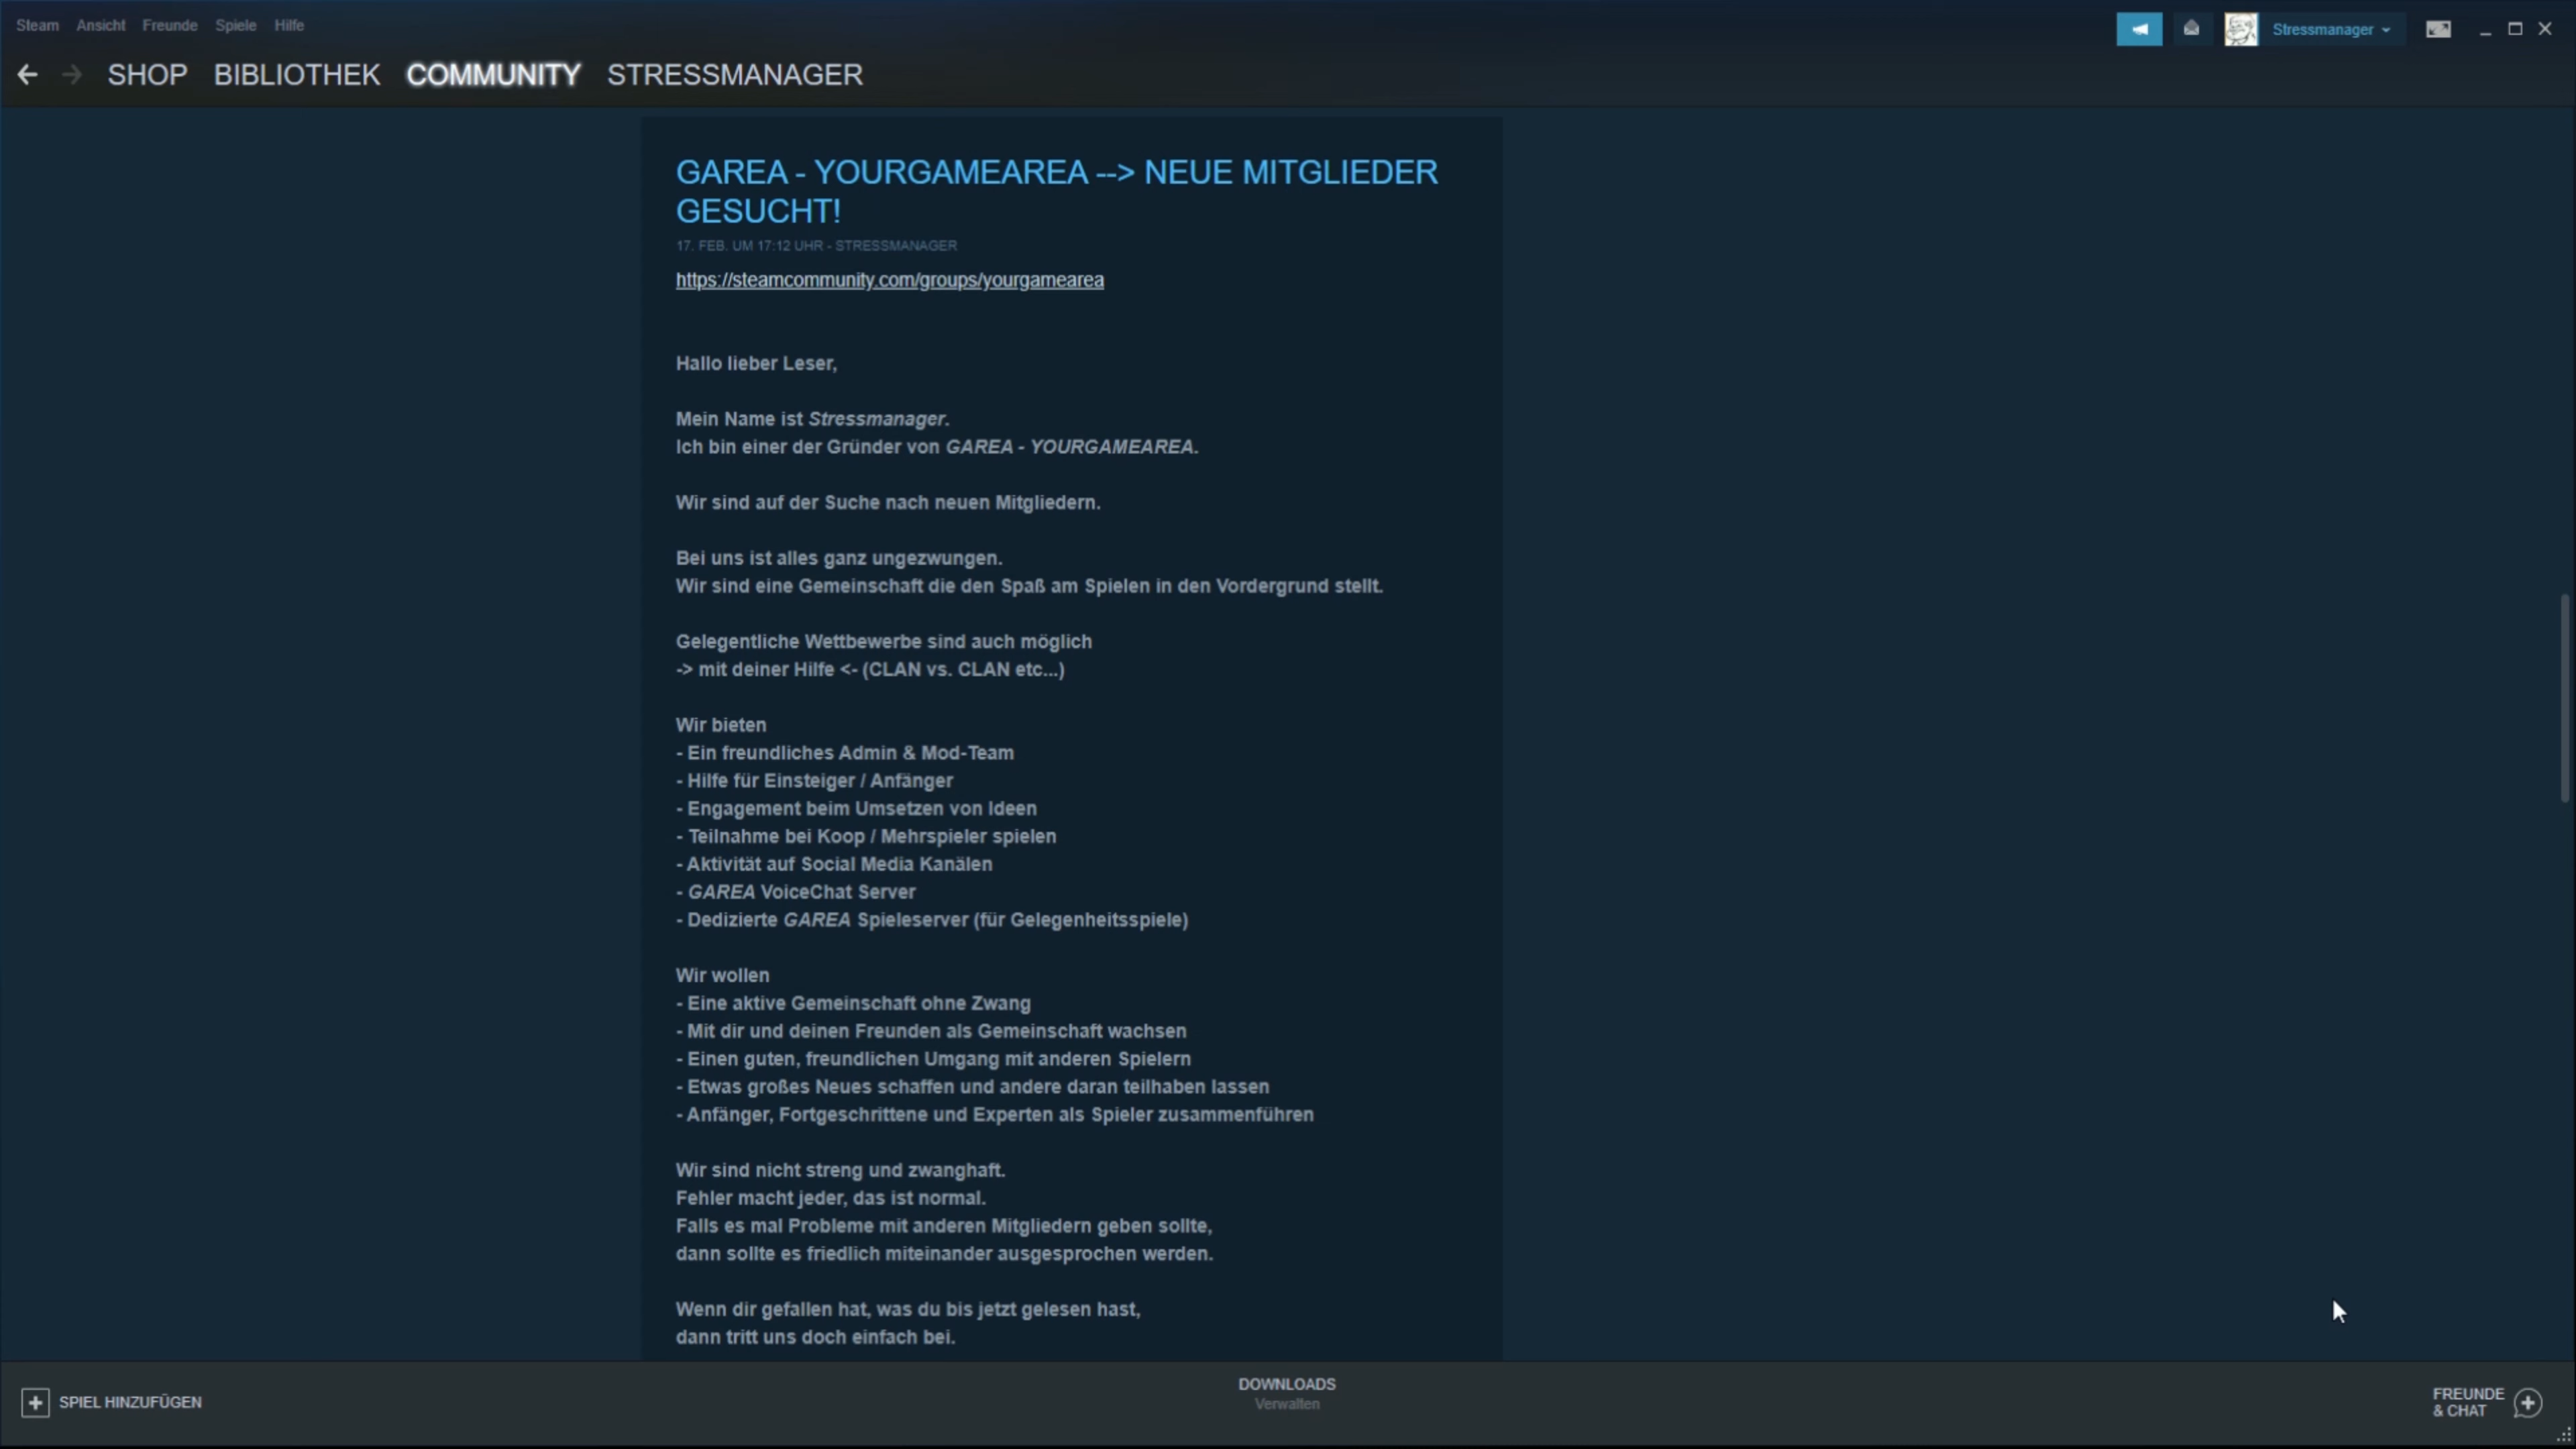 Steam Ansicht Freunde Spiele Hilfe
Stressmanager
SHOP BIBLIOTHEK COMMUNITY STRESSMANAGER
GAREA - YOURGAMEAREA --> NEUE MITGLIEDER
GESUCHT!
17. FEB. UM 17:12 UHR - STRESSMANAGER
https://steamcommunity.com/groups/yourgamearea
Hallo lieber Leser,
Mein Name ist Stressmanager.
Ich bin einer der Gründer von GAREA - YOURGAMEAREA.
Wir sind auf der Suche nach neuen Mitgliedern.
Bei uns ist alles ganz ungezwungen.
Wir sind eine Gemeinschaft die den Spaß am Spielen in den Vordergrund stellt.
Gelegentliche Wettbewerbe sind auch möglich
-> mit deiner Hilfe <- (CLAN vs. CLAN etc...)
Wir bieten
- Ein freundliches Admin & Mod-Team
- Hilfe für Einsteiger / Anfänger
- Engagement beim Umsetzen von Ideen
- Teilnahme bei Koop / Mehrspieler spielen
- Aktivität auf Social Media Kanälen
- GAREA VoiceChat Server
- Dedizierte GAREA Spieleserver (für Gelegenheitsspiele)
Wir wollen
- Eine aktive Gemeinschaft ohne Zwang
- Mit dir und deinen Freunden als Gemeinschaft wachsen
- Einen guten, freundlichen Umgang mit anderen Spielern
- Etwas großes Neues schaffen und andere daran teilhaben lassen
- Anfänger, Fortgeschrittene und Experten als Spieler zusammenführen
Wir sind nicht streng und zwanghaft.
Fehler macht jeder, das ist normal.
Falls es mal Probleme mit anderen Mitgliedern geben sollte,
dann sollte es friedlich miteinander ausgesprochen werden.
Wenn dir gefallen hat, was du bis jetzt gelesen hast,
dann tritt uns doch einfach bei.
SPIEL HINZUFÜGEN
DOWNLOADS
Verwalten
FREUNDE
& CHAT